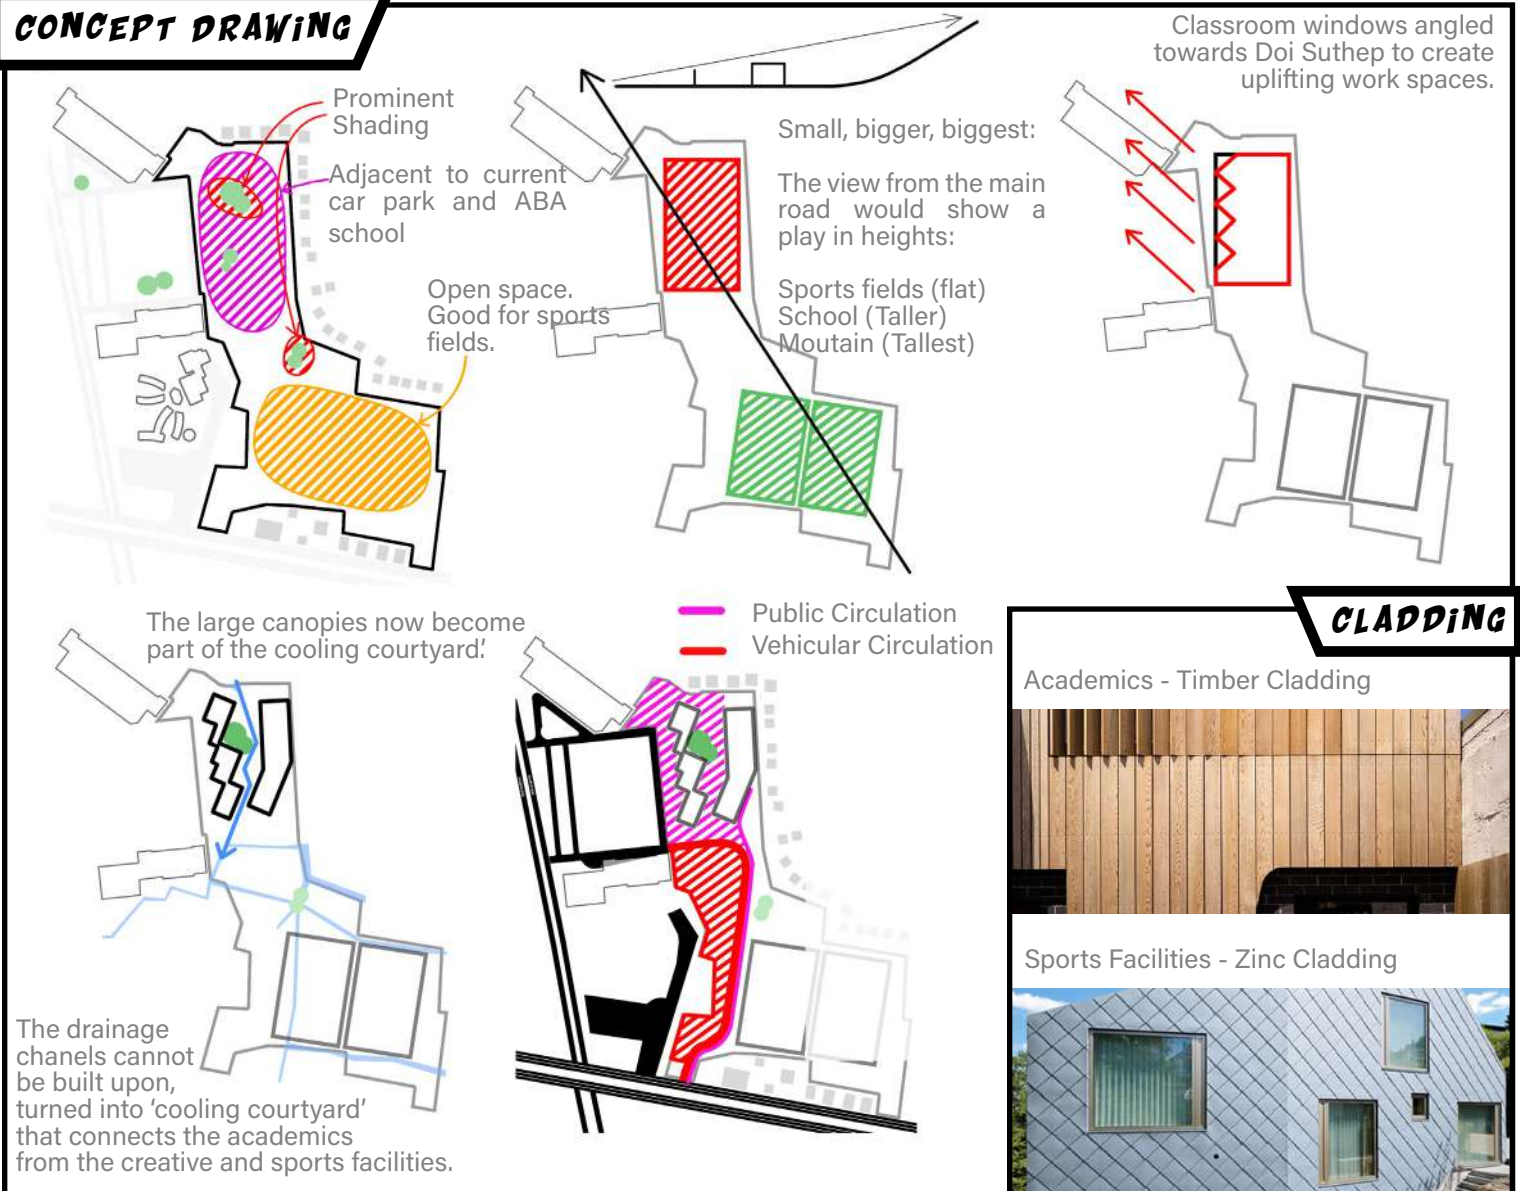 CONCEPT DRAWING
Prominent
Shading
Adjacent to current
car park and ABA
school
Open space.
Good for sports
fields.
Small, bigger, biggest:
The view from the main
road would show a
play in heights:
Sports fields (flat)
School (Taller)
Moutain (Tallest)
Classroom windows angled
towards Doi Suthep to create
uplifting work spaces.
The large canopies now become
part of the cooling courtyard.'
The drainage
chanels cannot
be built upon,
turned into 'cooling courtyard'
that connects the academics
from the creative and sports facilities.
Public Circulation
Vehicular Circulation
CLADDING
Academics - Timber Cladding
Sports Facilities - Zinc Cladding